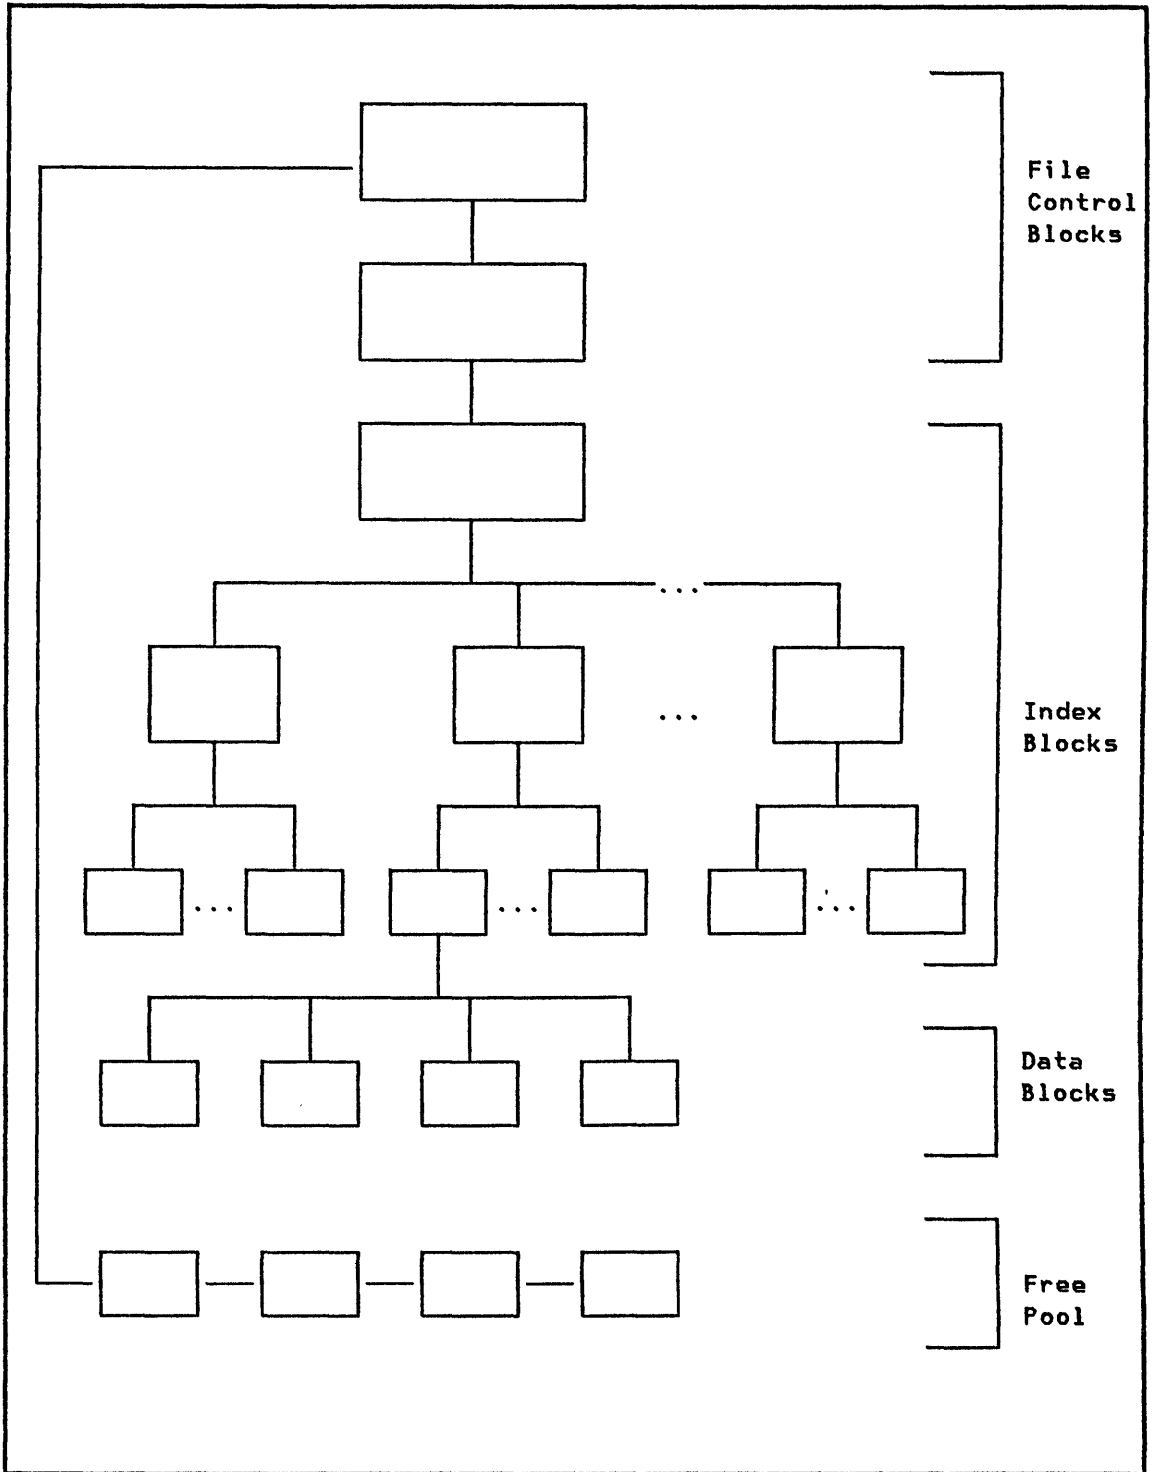 File
Control
Blocks
...
...
Index
Blocks
... ... ...
Data
Blocks
Free
Pool